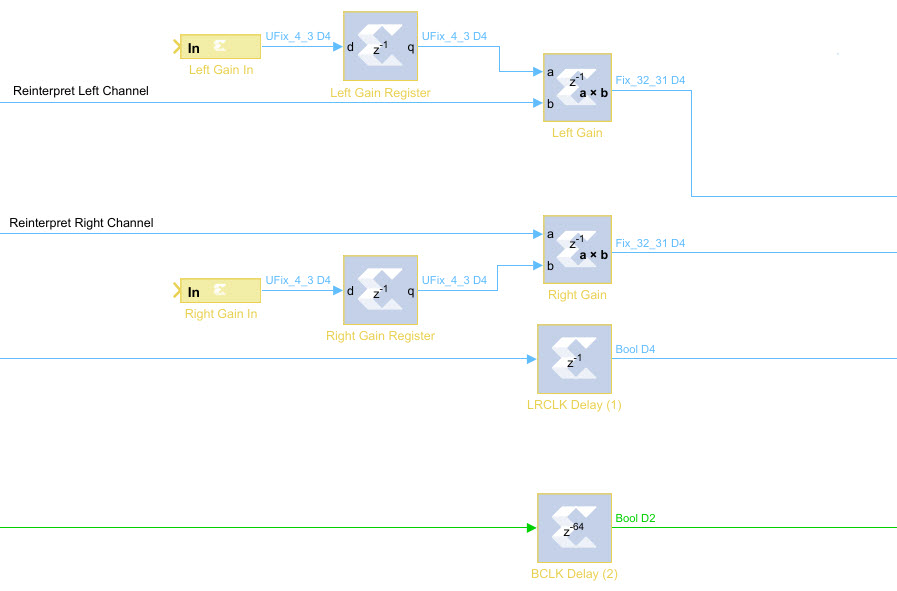 UFix_4_3 D4
UFix_4_3 D4
In
d
z-1
q
a
Left Gain In
z-1
Fix_32_31 D4
Reinterpret Left Channel
Left Gain Register
a × b
b
Left Gain
Reinterpret Right Channel
a
z-1
Fix_32_31 D4
a × b
b
UFix_4_3 D4
UFix_4_3 D4
In
d
z-1
q
Right Gain
Right Gain In
Right Gain Register
Bool D4
z-1
LRCLK Delay (1)
Bool D2
z-64
BCLK Delay (2)